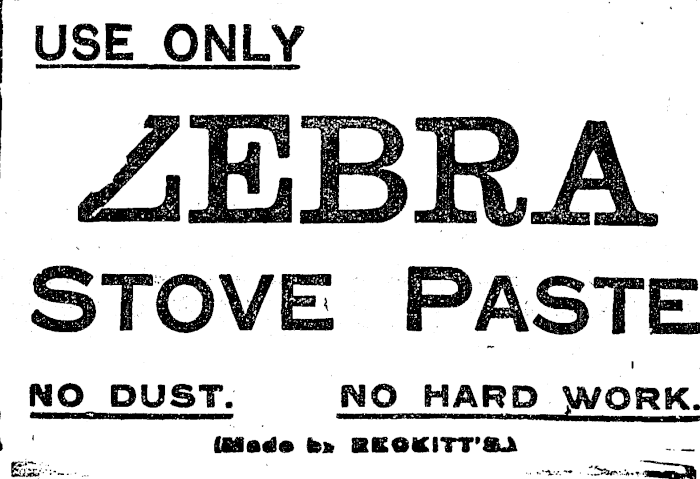 USE ONLY
ZEBRA
STOVE PASTE
NO DUST. NO HARD WORK.
(Made by RECKITT'S.)